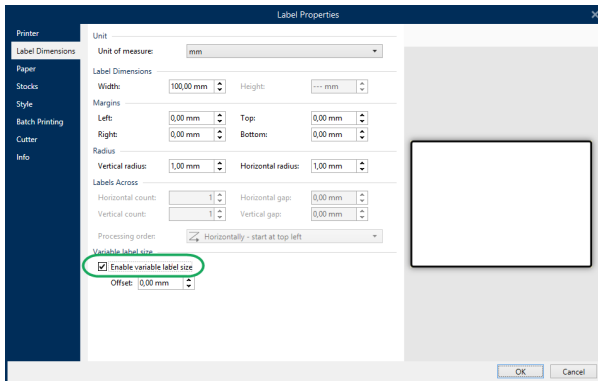 Label Properties
Printer
Label Dimensions
Paper
Stocks
Style
Batch Printing
Cutter
Info
Unit
Unit of measure: mm
Label Dimensions
Width: 100,00 mm Height: --- mm
Margins
Left: 0,00 mm Top: 0,00 mm
Right: 0,00 mm Bottom: 0,00 mm
Radius
Vertical radius: 1,00 mm Horizontal radius: 1,00 mm
Labels Across
Horizontal count: 1 Horizontal gap: 0,00 mm
Vertical count: 1 Vertical gap: 0,00 mm
Processing order: Horizontally - start at top left
Variable label size
Enable variable label size
Offset: 0,00 mm
OK Cancel